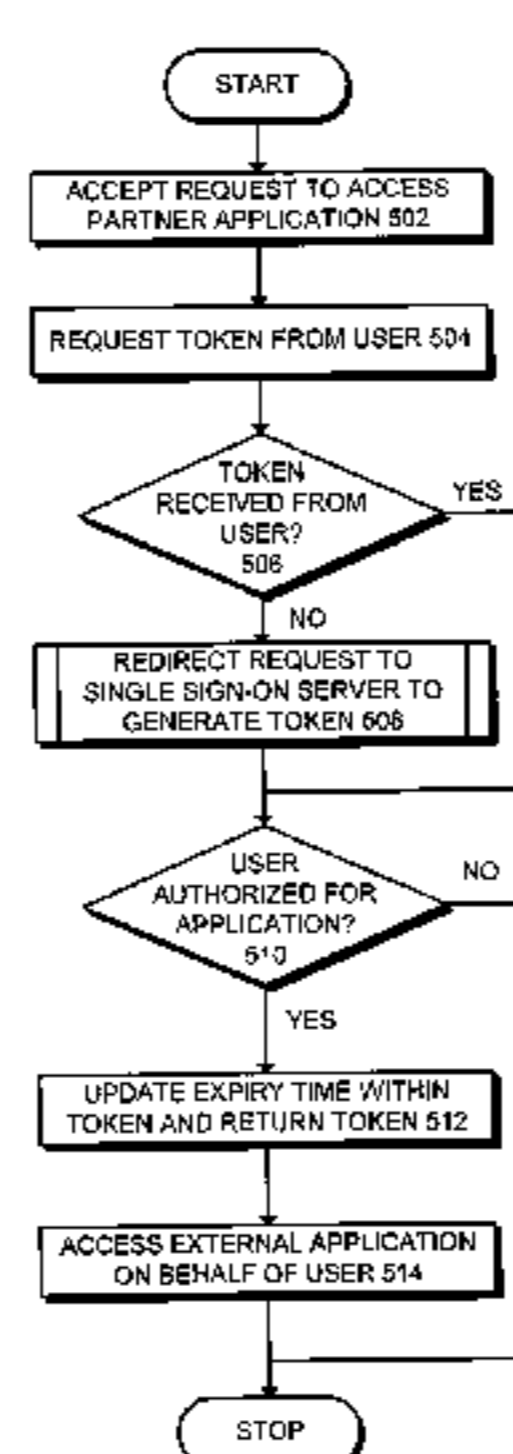 START
ACCEPT REQUEST TO ACCESS
PARTNER APPLICATION 502
REQUEST TOKEN FROM USER 504
TOKEN
RECEIVED FROM
USER?
506
YES
NO
REDIRECT REQUEST TO
SINGLE SIGN-ON SERVER TO
GENERATE TOKEN 508
USER
AUTHORIZED FOR
APPLICATION?
510
NO
YES
UPDATE EXPIRY TIME WITHIN
TOKEN AND RETURN TOKEN 512
ACCESS EXTERNAL APPLICATION
ON BEHALF OF USER 514
STOP